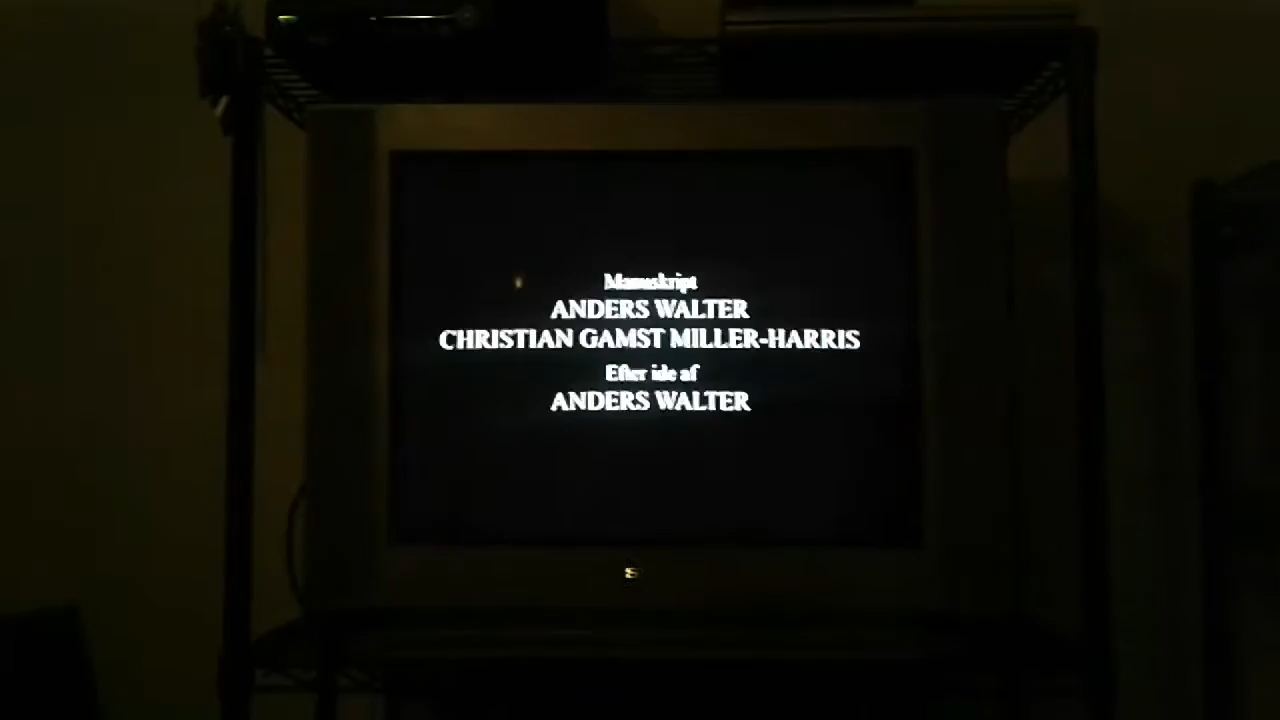 Manuskript
ANDERS WALTER
CHRISTIAN GAMST MILLER-HARRIS
Efter ide af
ANDERS WALTER